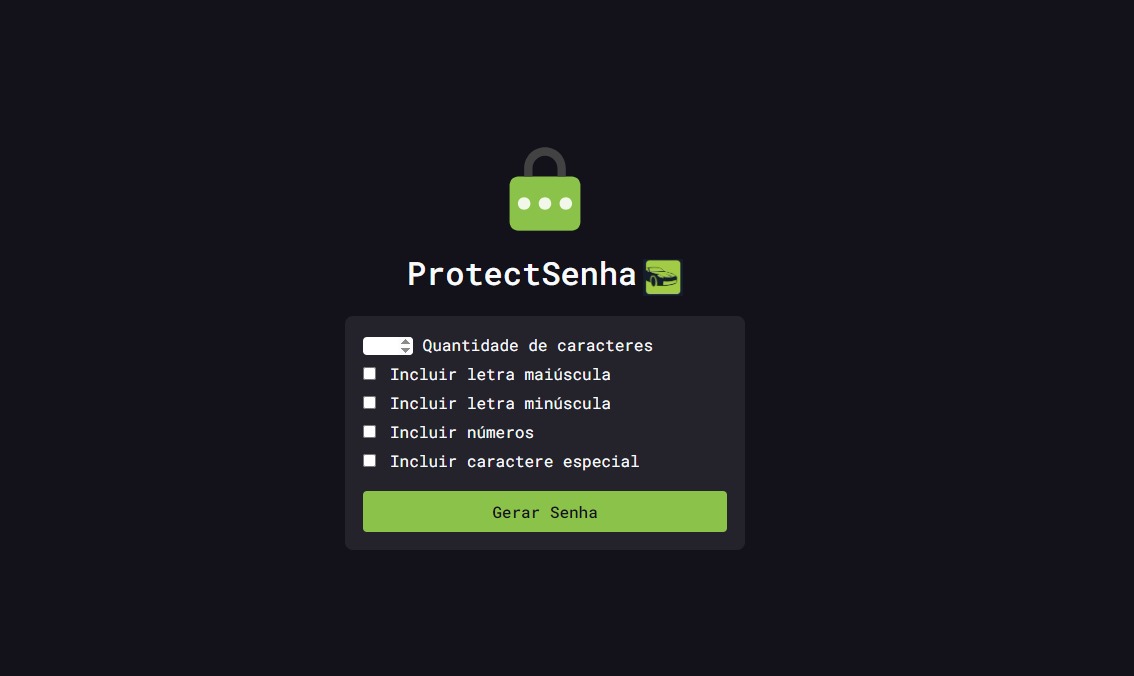 ProtectSenha
Quantidade de caracteres
Incluir letra maiúscula
Incluir letra minúscula
Incluir números
Incluir caractere especial
Gerar Senha